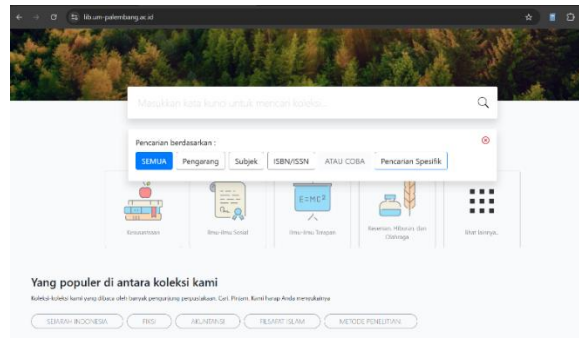 lib.um-palembang.ac.id
Masukkan kata kunci untuk mencari koleksi...
Pencarian berdasarkan :
SEMUA Pengarang Subjek ISBN/ISSN ATAU COBA Pencarian Spesifik
Kesusastraan Ilmu-ilmu Sosial Ilmu-ilmu Terapan Kesenian, Hiburan, dan Olahraga lihat lainnya..
E=MC²
Yang populer di antara koleksi kami
Koleksi-koleksi kami yang dibaca oleh banyak pengunjung perpustakaan. Cari. Pinjam. Kami harap Anda menyukainya
SEJARAH INDONESIA FIKSI AKUNTANSI FILSAFAT ISLAM METODE PENELITIAN